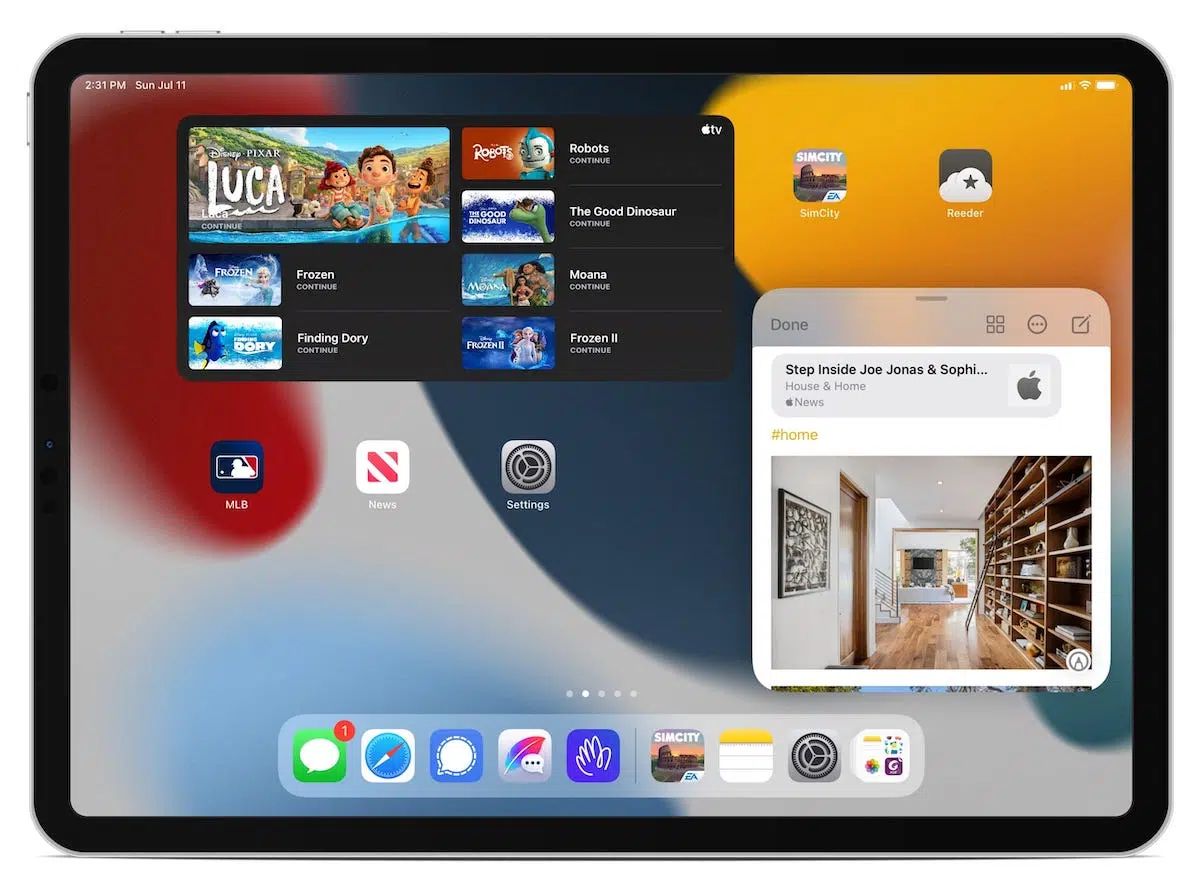 2:31 PM Sun Jul 11
tv
DISNEY · PIXAR
LUCA
Luca
CONTINUE
ROBOTS
Robots
CONTINUE
THE GOOD
DINOSAUR
The Good Dinosaur
CONTINUE
FROZEN
Frozen
CONTINUE
MOANA
Moana
CONTINUE
FINDING
DORY
Finding Dory
CONTINUE
FROZEN II
Frozen II
CONTINUE
SIMCITY
EA
SimCity
Reeder
Done
Step Inside Joe Jonas & Sophi...
House & Home
News
#home
MLB
News
Settings
1
SIMCITY
EA